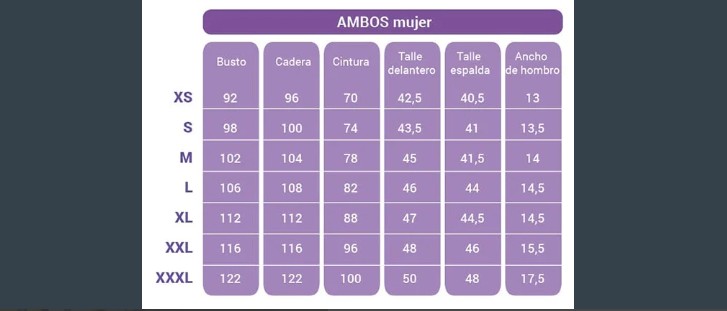 AMBOS mujer
Busto Cadera Cintura Talle delantero Talle espalda Ancho de hombro
XS 92 96 70 42,5 40,5 13
S 98 100 74 43,5 41 13,5
M 102 104 78 45 41,5 14
L 106 108 82 46 44 14,5
XL 112 112 88 47 44,5 14,5
XXL 116 116 96 48 46 15,5
XXXL 122 122 100 50 48 17,5